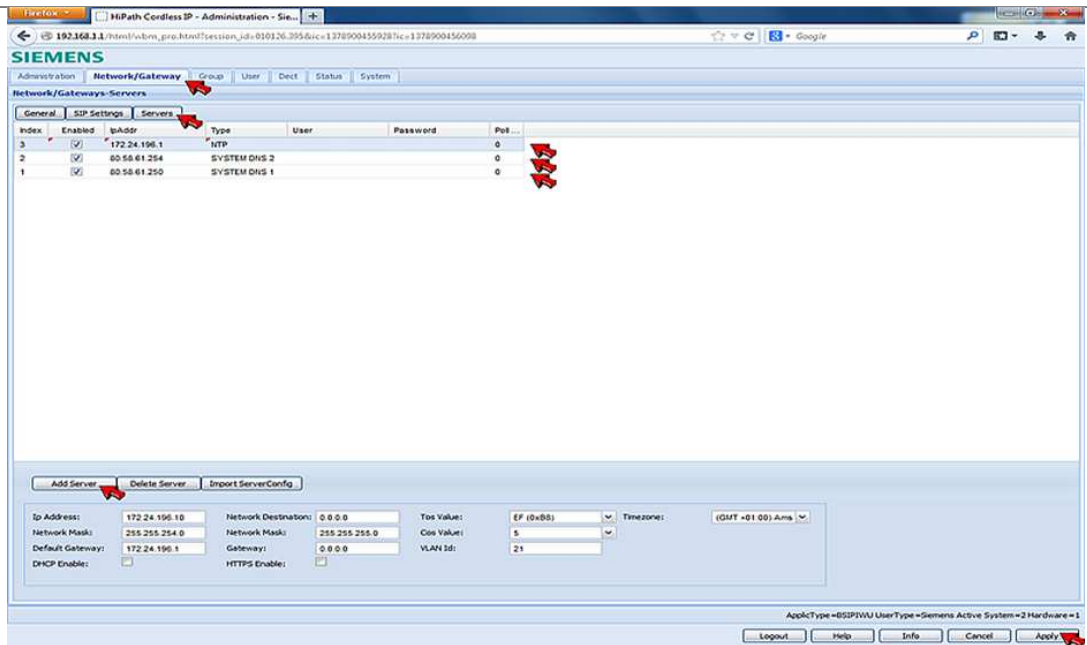 Firefox
HiPath Cordless IP - Administration - Sie...
192.168.1.1/html/wbm_pro.html?session_id=010126.395&ic=1378900455928?ic=1378900456098
Google
SIEMENS
Administration Network/Gateway Group User Dect Status System
Network/Gateways-Servers
General SIP Settings Servers
Index Enabled IpAddr Type User Password Poll ...
3 172.24.196.1 NTP 0
2 80.58.61.254 SYSTEM DNS 2 0
1 80.58.61.250 SYSTEM DNS 1 0
Add Server Delete Server Import ServerConfig
Ip Address: 172.24.196.10 Network Destination: 0.0.0.0 Tos Value: EF (0xB8) Timezone: (GMT +01:00) Ams
Network Mask: 255.255.254.0 Network Mask: 255.255.255.0 Cos Value: 5
Default Gateway: 172.24.196.1 Gateway: 0.0.0.0 VLAN Id: 21
DHCP Enable: HTTPS Enable:
ApplicType=BSIPIWU UserType=Siemens Active System=2 Hardware=1
Logout Help Info Cancel Apply